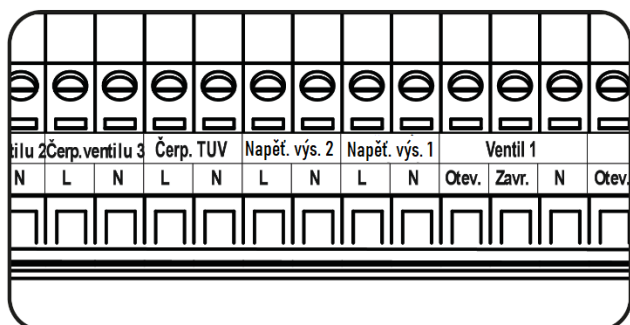 tilu 2 Čerp.ventilu 3 Čerp. TUV Napěť. výs. 2 Napěť. výs. 1 Ventil 1
N L N L N L N L N Otev. Zavr. N Otev.